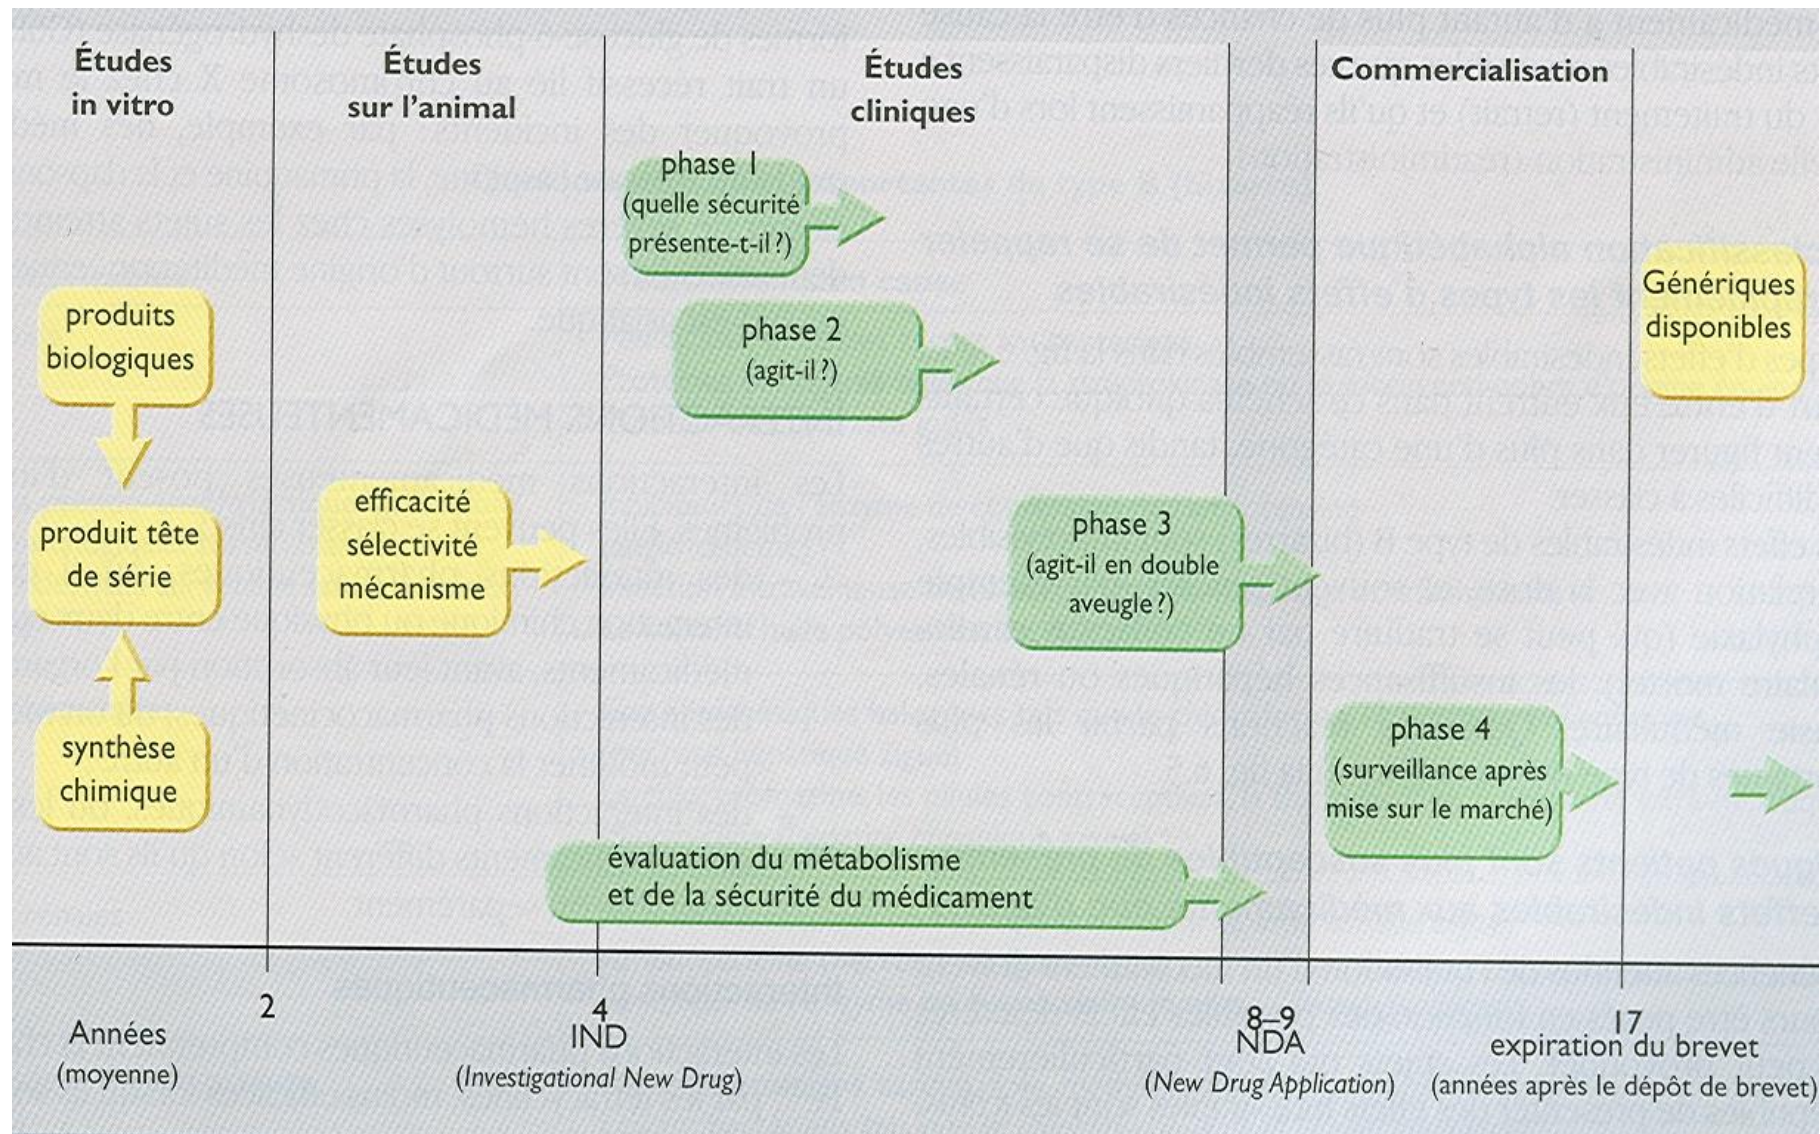 Études
in vitro
Études
sur l’animal
Études
cliniques
Commercialisation
phase 1
(quelle sécurité
présente-t-il ?)
phase 2
(agit-il ?)
Génériques
disponibles
produits
biologiques
produit tête
de série
synthèse
chimique
efficacité
sélectivité
mécanisme
phase 3
(agit-il en double
aveugle ?)
phase 4
(surveillance après
mise sur le marché)
évaluation du métabolisme
et de la sécurité du médicament
Années
(moyenne)
2
4
IND
(Investigational New Drug)
8–9
NDA
(New Drug Application)
17
expiration du brevet
(années après le dépôt de brevet)